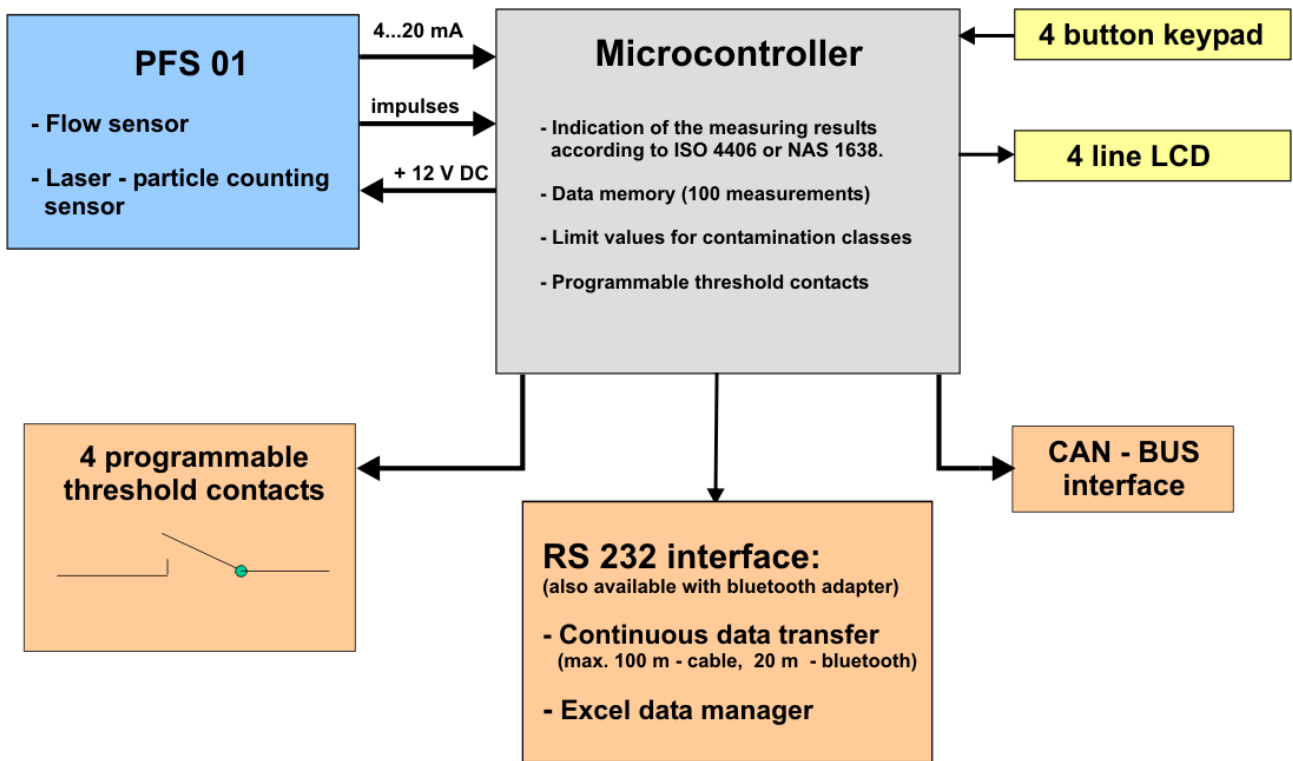 PFS 01
- Flow sensor
- Laser - particle counting
sensor
4...20 mA
impulses
+ 12 V DC
Microcontroller
- Indication of the measuring results
according to ISO 4406 or NAS 1638.
- Data memory (100 measurements)
- Limit values for contamination classes
- Programmable threshold contacts
4 button keypad
4 line LCD
4 programmable
threshold contacts
RS 232 interface:
(also available with bluetooth adapter)
- Continuous data transfer
(max. 100 m - cable, 20 m - bluetooth)
- Excel data manager
CAN - BUS
interface